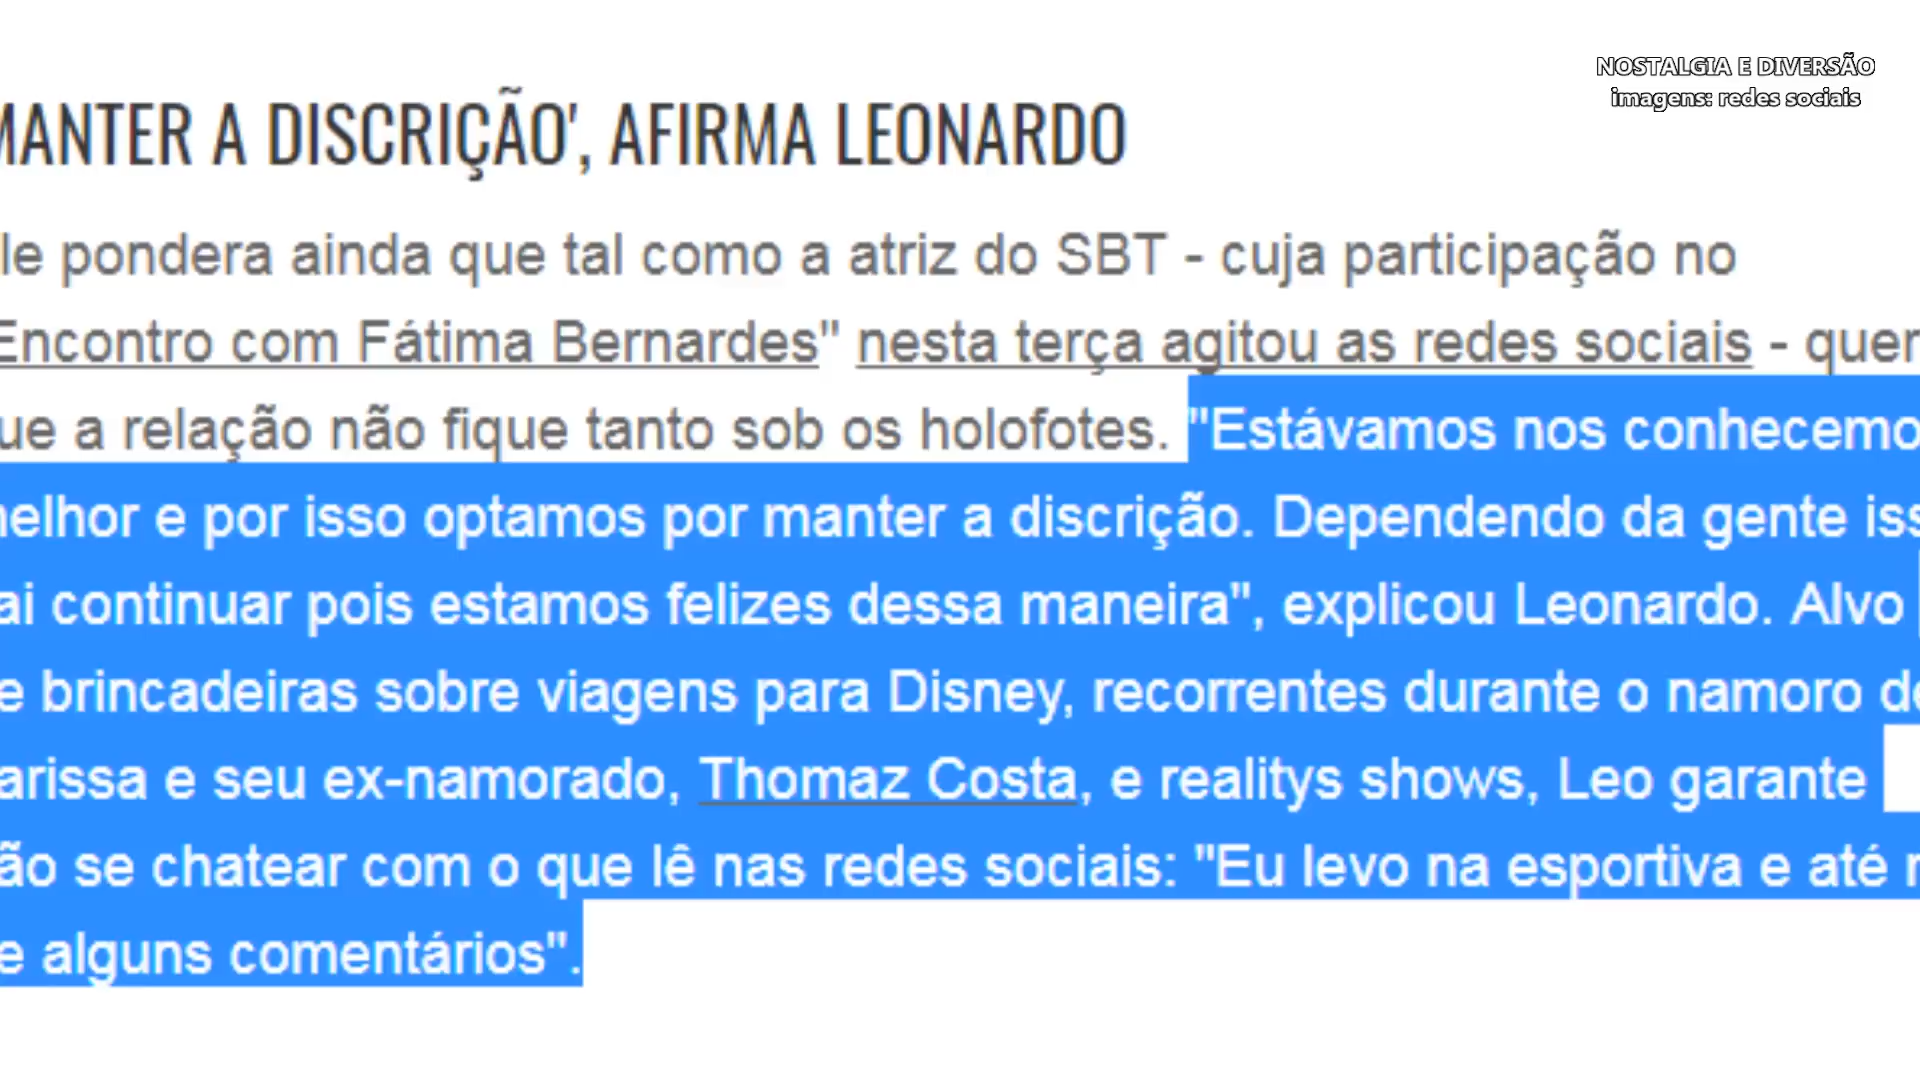 NOSTALGIA E DIVERSÃO
imagens: redes sociais
MANTER A DISCRIÇÃO', AFIRMA LEONARDO
le pondera ainda que tal como a atriz do SBT - cuja participação no
Encontro com Fátima Bernardes" nesta terça agitou as redes sociais - quer
ue a relação não fique tanto sob os holofotes. "Estávamos nos conhecemo
elhor e por isso optamos por manter a discrição. Dependendo da gente iss
ai continuar pois estamos felizes dessa maneira", explicou Leonardo. Alvo
e brincadeiras sobre viagens para Disney, recorrentes durante o namoro de
arissa e seu ex-namorado, Thomaz Costa, e realitys shows, Leo garante
ão se chatear com o que lê nas redes sociais: "Eu levo na esportiva e até
e alguns comentários".